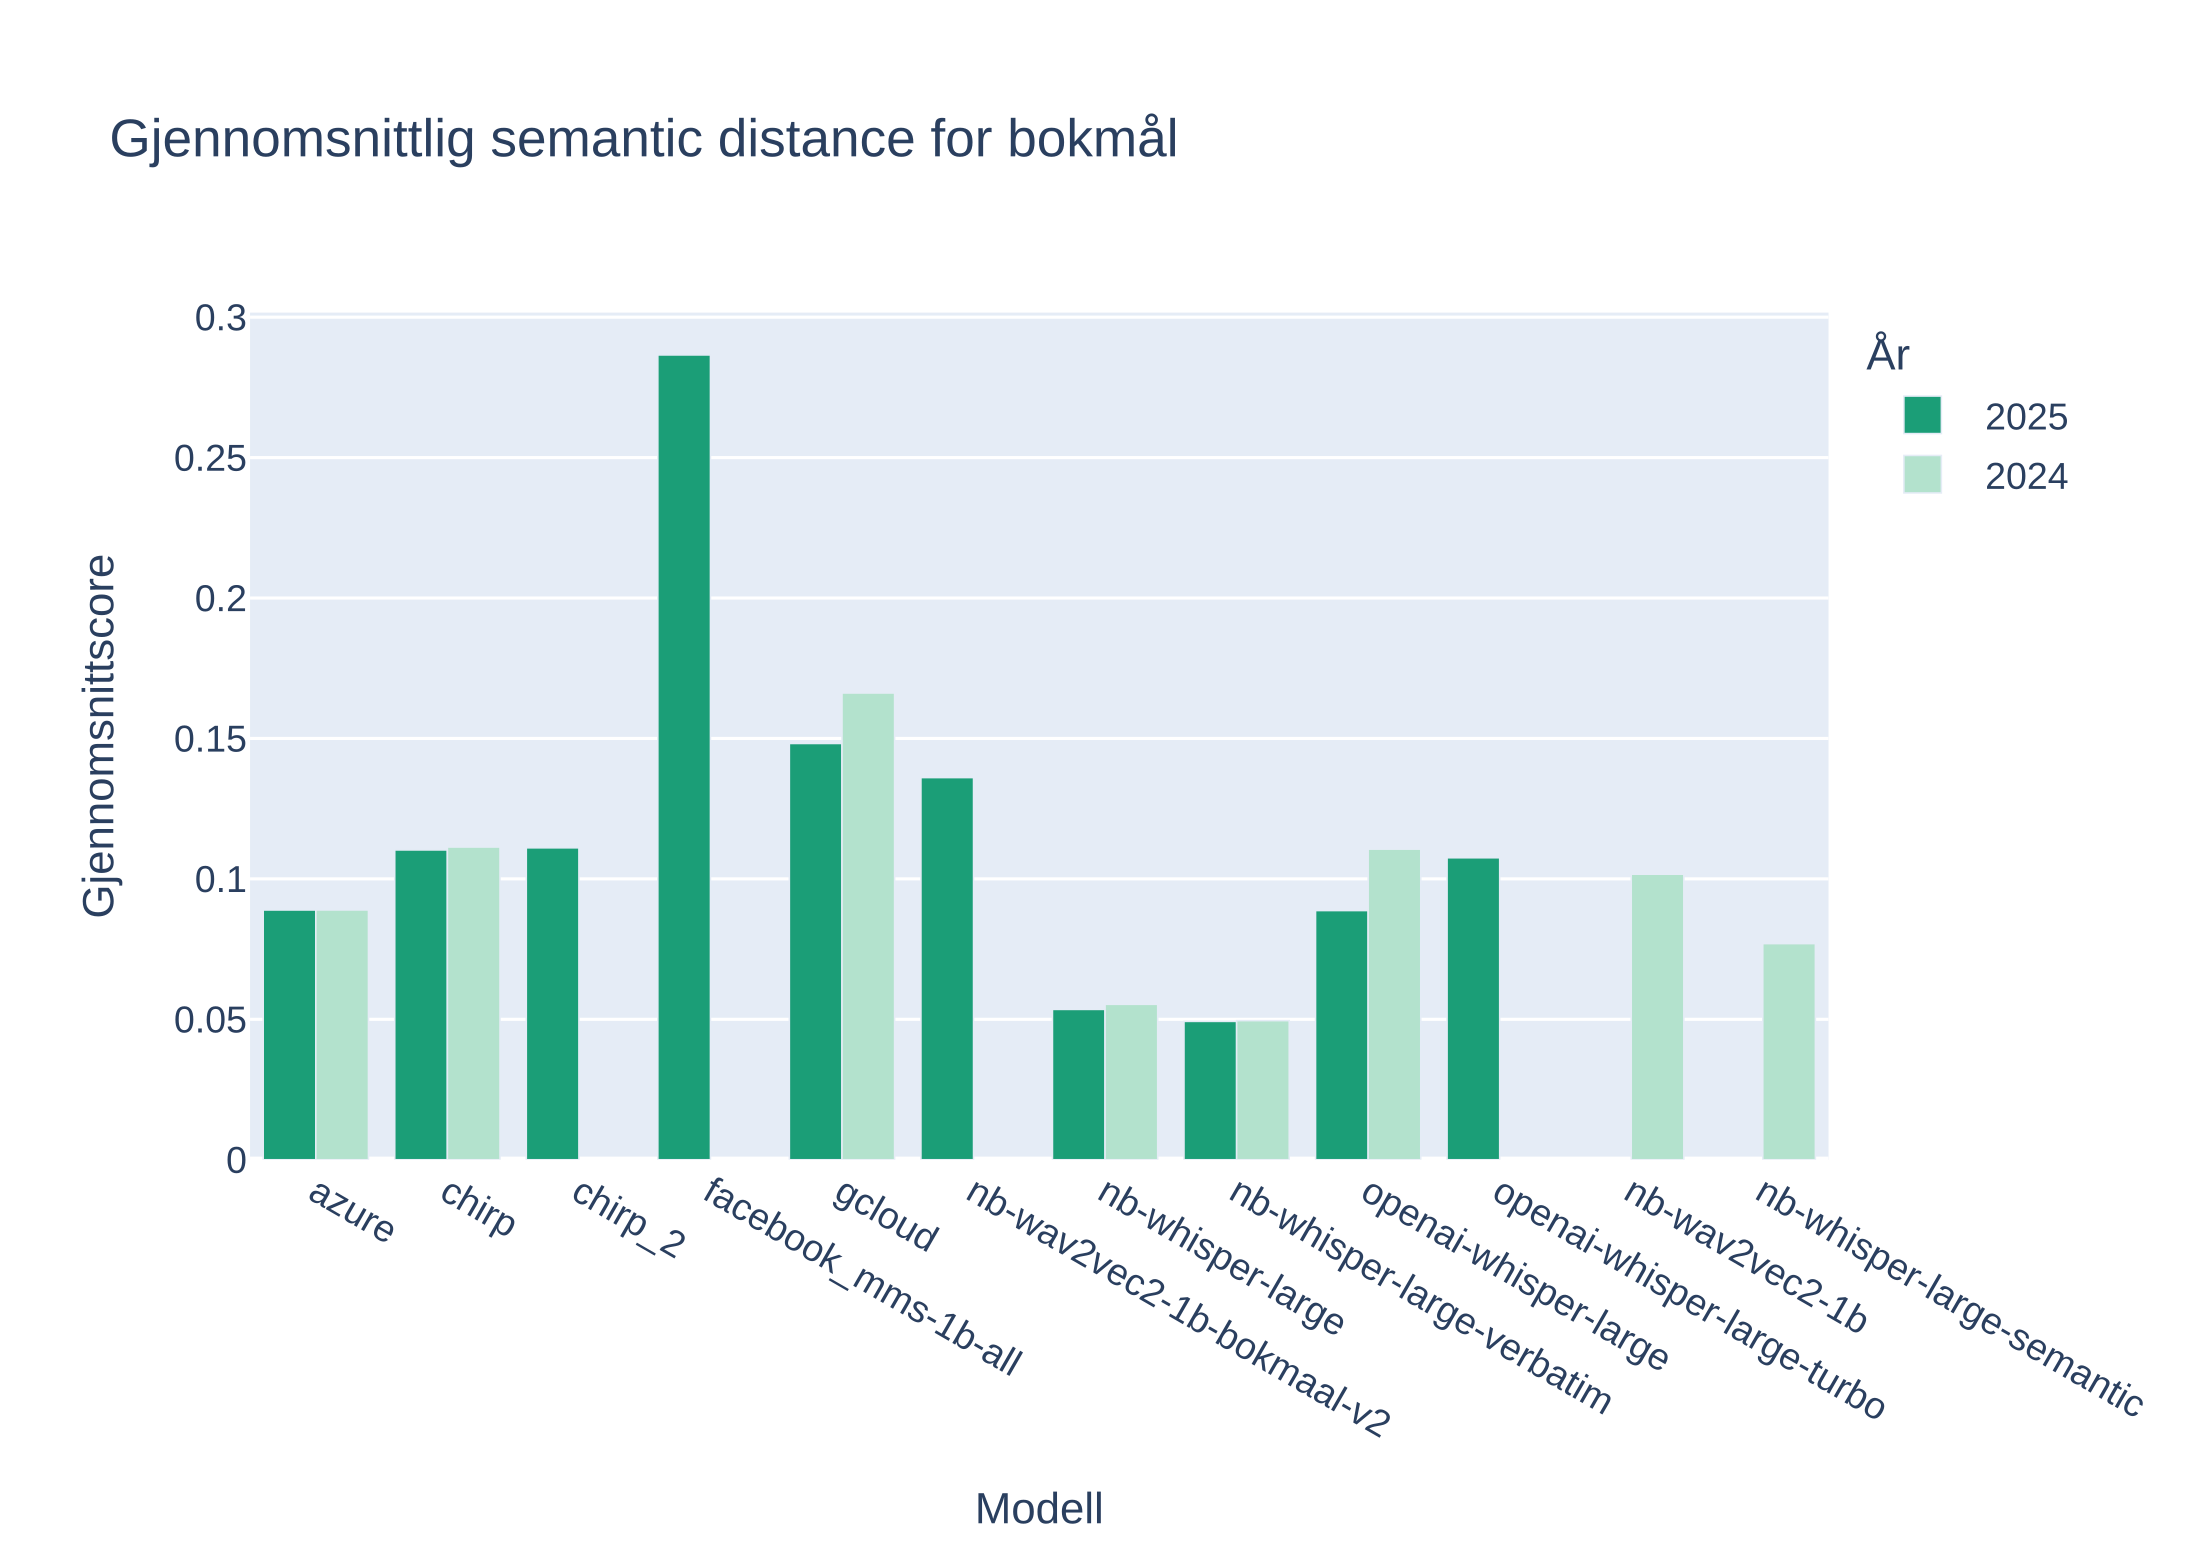 Gjennomsnittlig semantic distance for bokmål
Gjennomsnittscore
0.3
0.25
0.2
0.15
0.1
0.05
0
År
2025
2024
azure
chirp
chirp_2
facebook_mms-1b-all
gcloud
nb-wav2vec2-1b-bokmaal-v2
nb-whisper-large
nb-whisper-large-verbatim
openai-whisper-large
openai-whisper-large-turbo
nb-wav2vec2-1b
nb-whisper-large-semantic
Modell